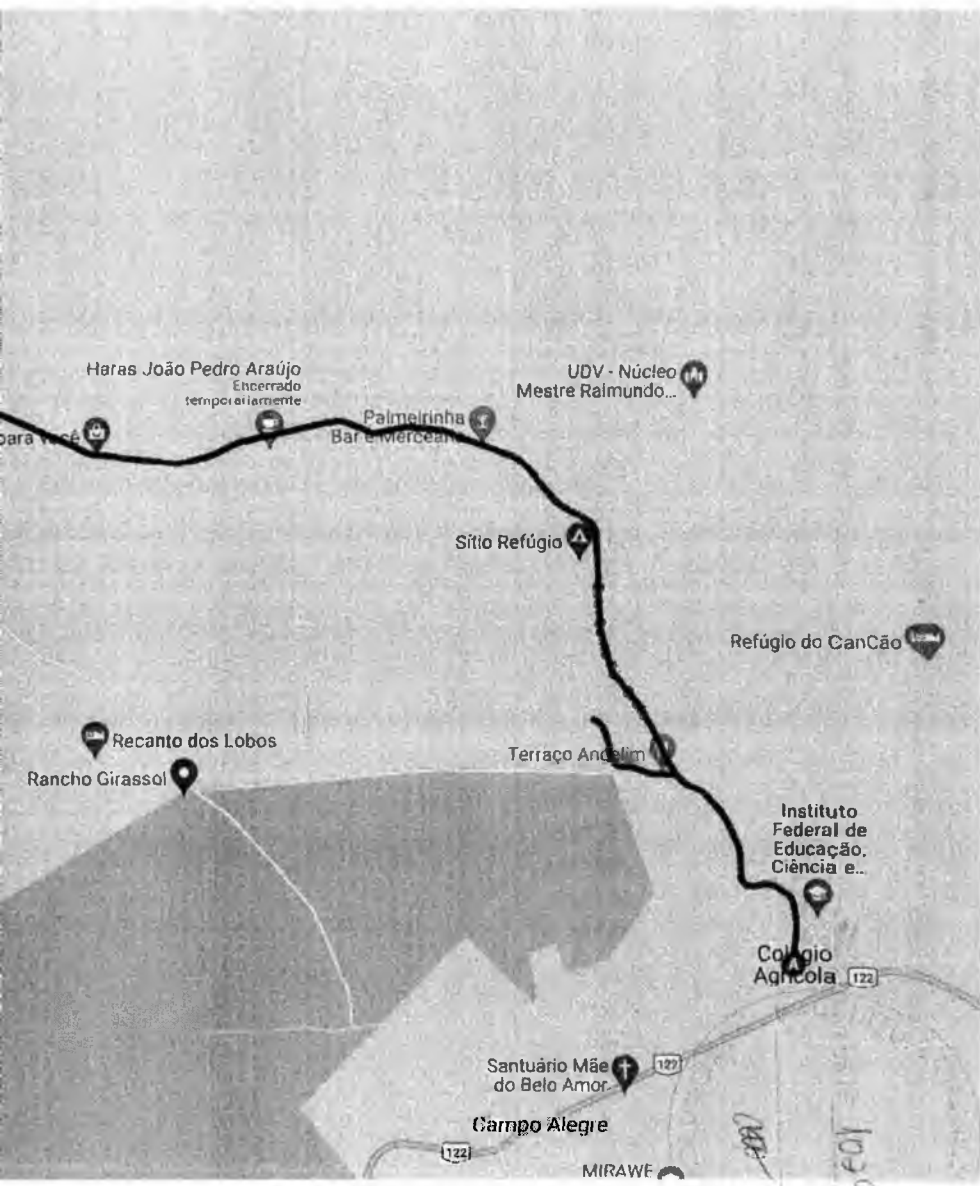 Haras João Pedro Araújo
Encerrado
temporariamente
UDV - Núcleo
Mestre Raimundo...
Palmeirinha
Bar e Mercearia
para você
Sítio Refúgio
Refúgio do CanCão
Recanto dos Lobos
Rancho Girassol
Terraço Angelim
Instituto
Federal de
Educação,
Ciência e...
Colégio
Agrícola
122
Santuário Mãe
do Belo Amor
122
Campo Alegre
122
MIRAWE